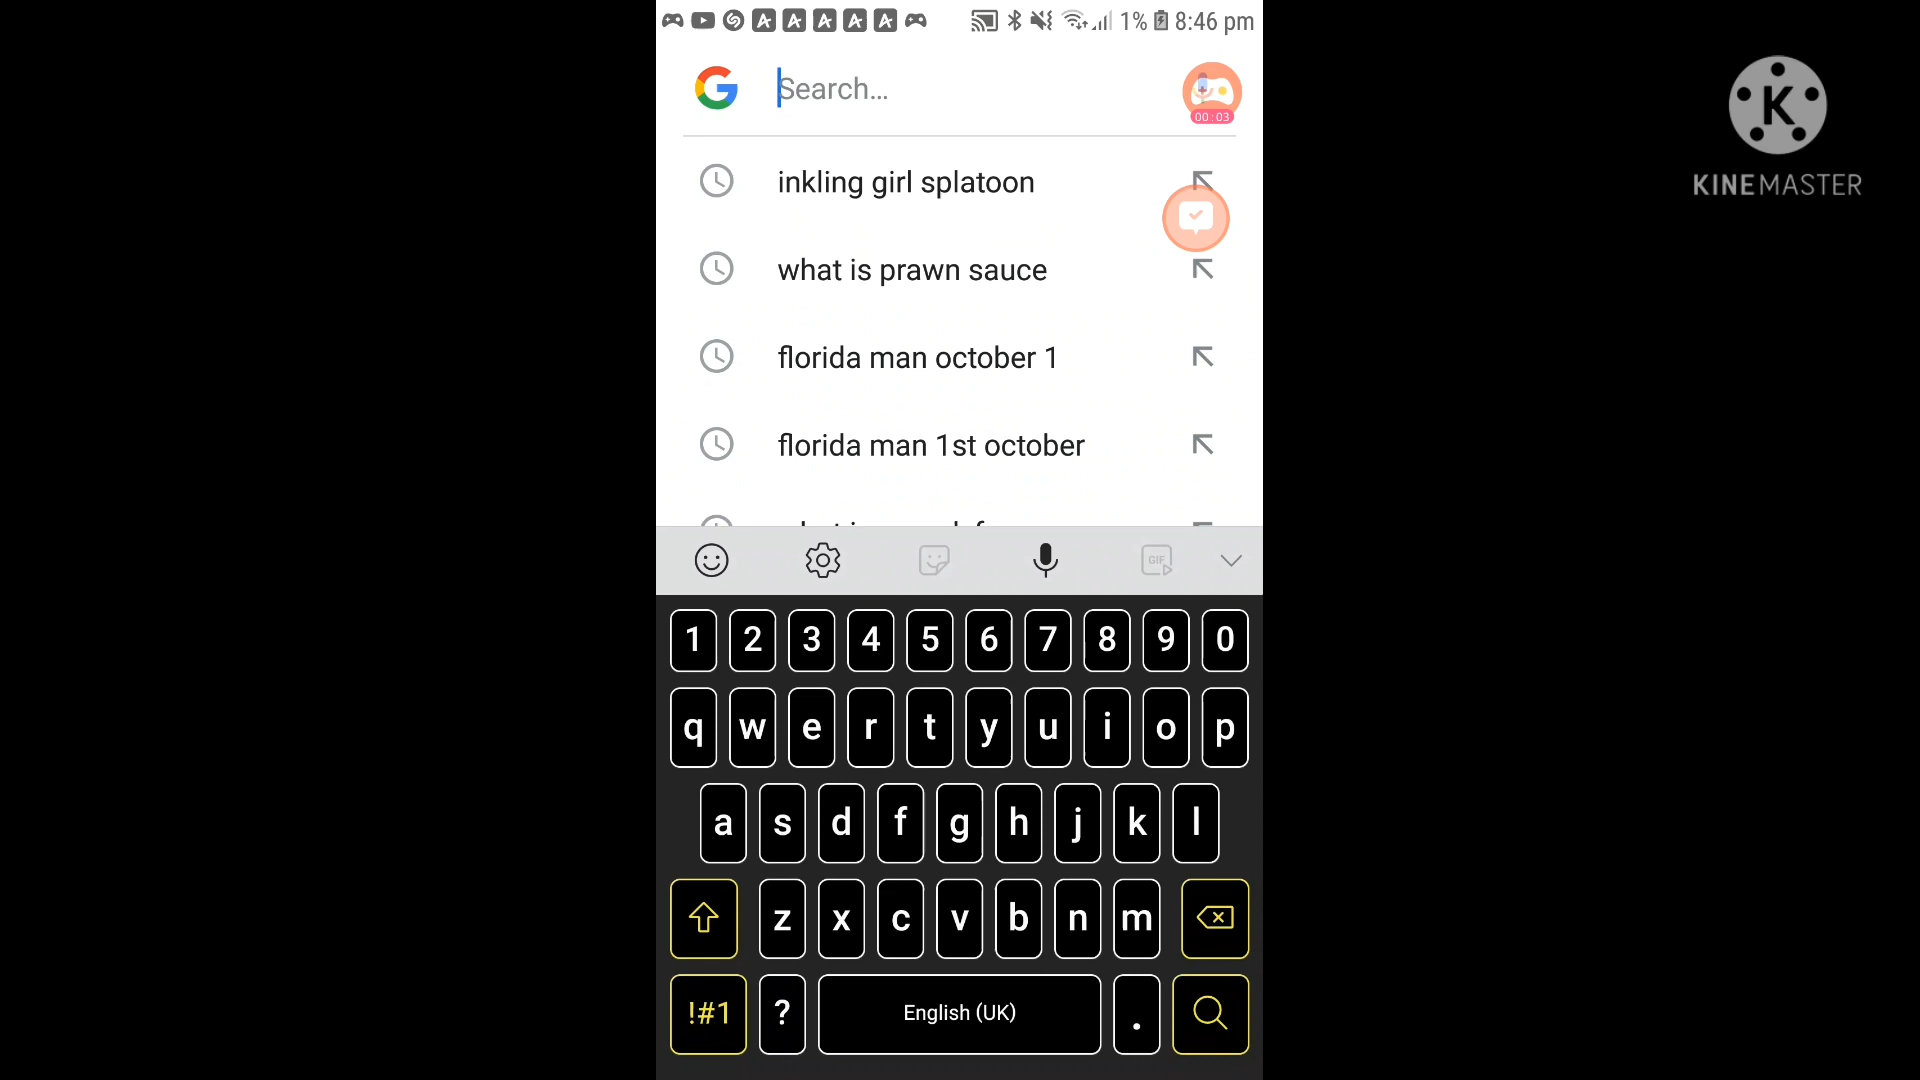 1% 8:46 pm
Search...
00:03
KINEMASTER
inkling girl splatoon
what is prawn sauce
florida man october 1
florida man 1st october
GIF
1 2 3 4 5 6 7 8 9 0
q w e r t y u i o p
a s d f g h j k l
z x c v b n m
!#1 ? English (UK) .